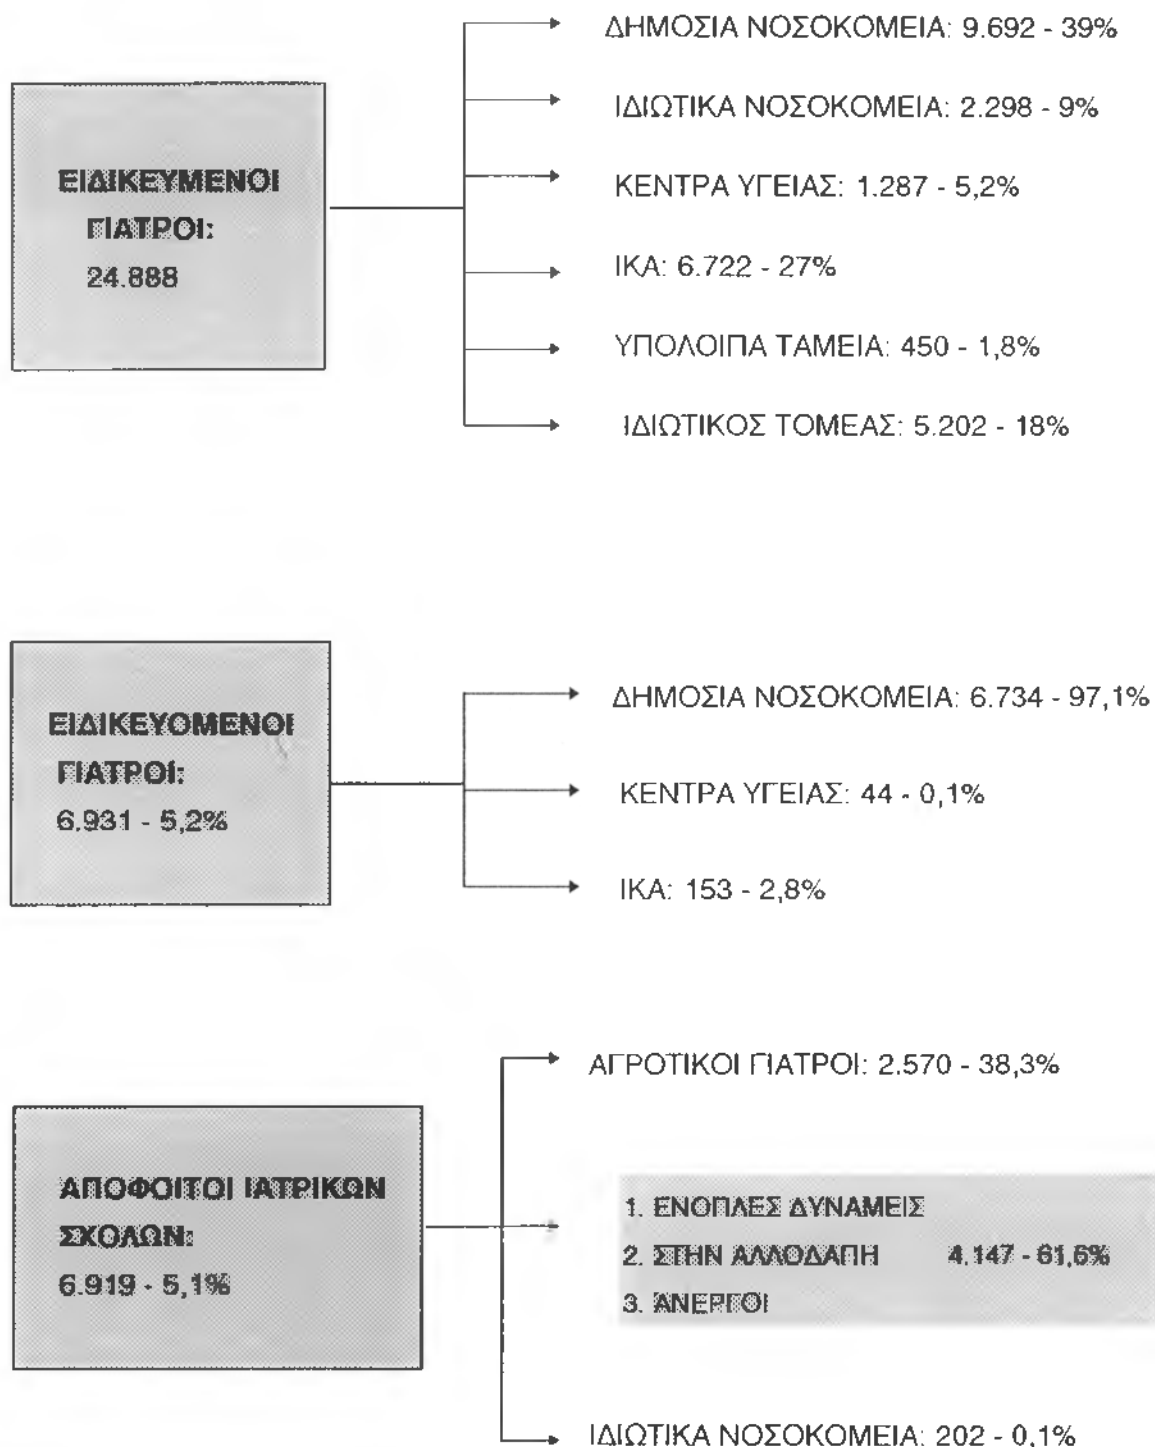 ΔΗΜΟΣΙΑ ΝΟΣΟΚΟΜΕΙΑ: 9.692 - 39%
ΙΔΙΩΤΙΚΑ ΝΟΣΟΚΟΜΕΙΑ: 2.298 - 9%
ΕΙΔΙΚΕΥΜΕΝΟΙ
ΓΙΑΤΡΟΙ:
24.888
ΚΕΝΤΡΑ ΥΓΕΙΑΣ: 1.287 - 5,2%
ΙΚΑ: 6.722 - 27%
ΥΠΟΛΟΙΠΑ ΤΑΜΕΙΑ: 450 - 1,8%
ΙΔΙΩΤΙΚΟΣ ΤΟΜΕΑΣ: 5.202 - 18%
ΕΙΔΙΚΕΥΟΜΕΝΟΙ
ΓΙΑΤΡΟΙ:
6.931 - 5,2%
ΔΗΜΟΣΙΑ ΝΟΣΟΚΟΜΕΙΑ: 6.734 - 97,1%
ΚΕΝΤΡΑ ΥΓΕΙΑΣ: 44 - 0,1%
ΙΚΑ: 153 - 2,8%
ΑΠΟΦΟΙΤΟΙ ΙΑΤΡΙΚΩΝ
ΣΧΟΛΩΝ:
6.919 - 5,1%
ΑΓΡΟΤΙΚΟΙ ΓΙΑΤΡΟΙ: 2.570 - 38,3%
1. ΕΝΟΠΛΕΣ ΔΥΝΑΜΕΙΣ
2. ΣΤΗΝ ΑΛΛΟΔΑΠΗ 4.147 - 61,6%
3. ΑΝΕΡΓΟΙ
ΙΔΙΩΤΙΚΑ ΝΟΣΟΚΟΜΕΙΑ: 202 - 0,1%